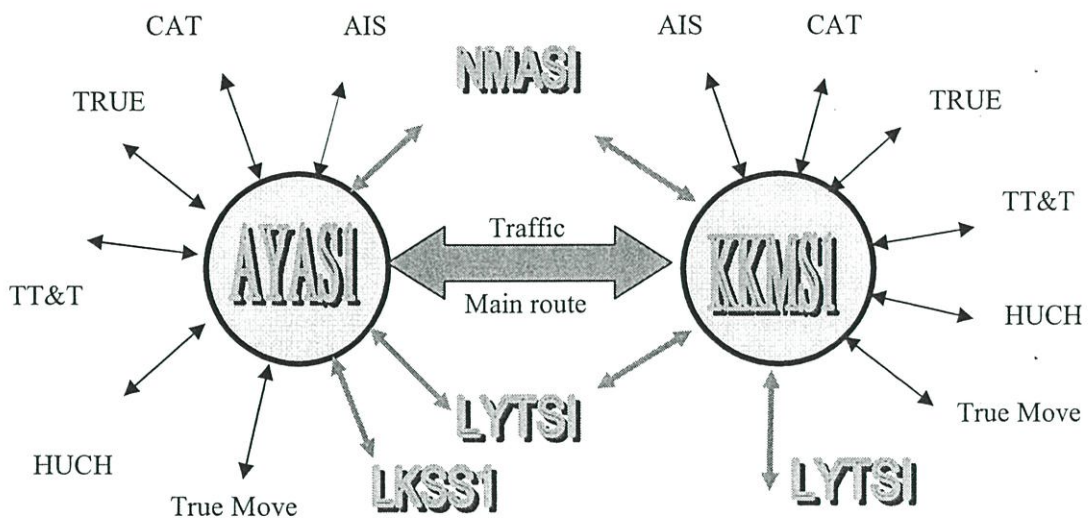 CAT
AIS
NMASI
AIS
CAT
TRUE
TRUE
TT&T
TT&T
AYASI
Traffic
Main route
KKMSI
HUCH
HUCH
True Move
LYTSI
LKSS1
True Move
LYTSI